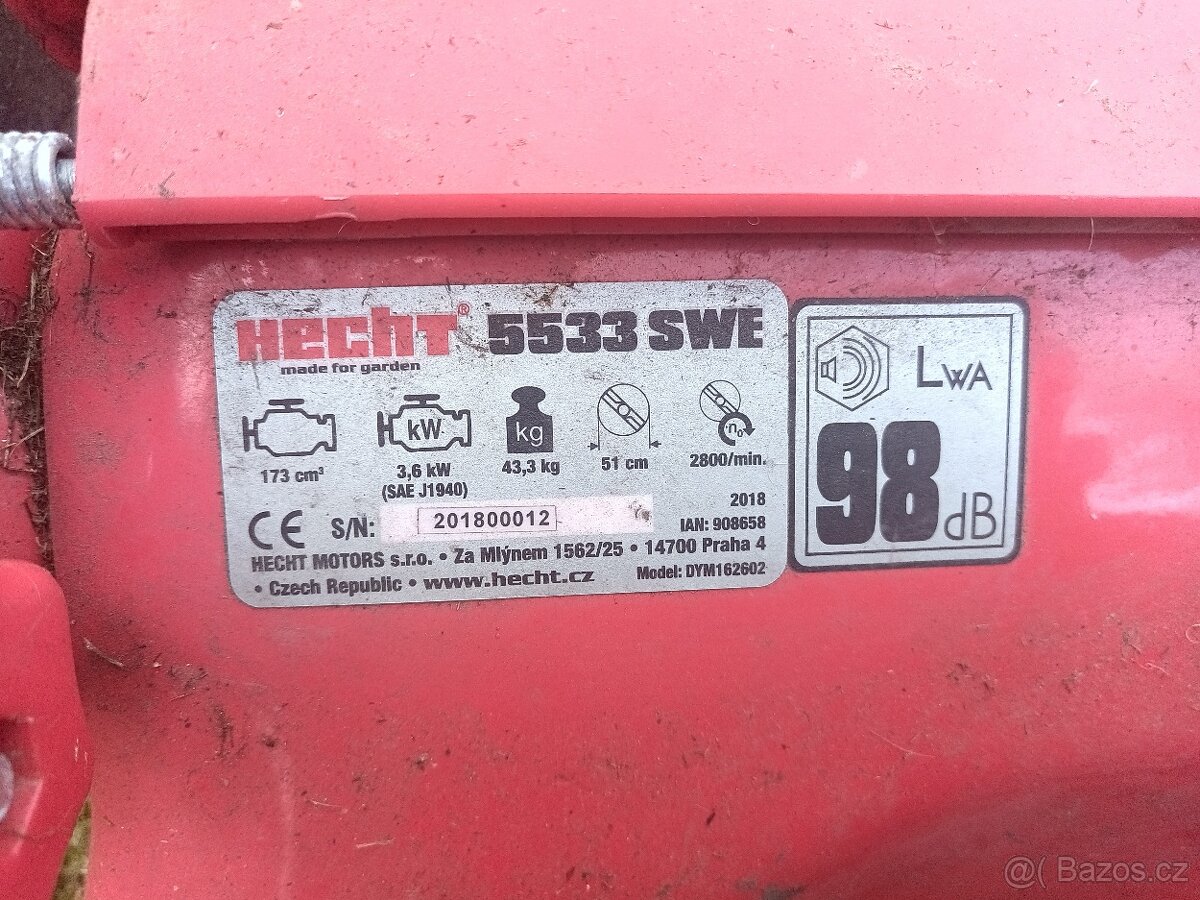 HECHT® 5533 SWE
made for garden
kW
kg
n₀
173 cm³
3,6 kW
(SAE J1940)
43,3 kg
51 cm
2800/min.
CE S/N: 201800012
2018
IAN: 908658
HECHT MOTORS s.r.o. • Za Mlýnem 1562/25 • 14700 Praha 4
• Czech Republic • www.hecht.cz
Model: DYM162602
LWA
98 dB
@( Bazos.cz